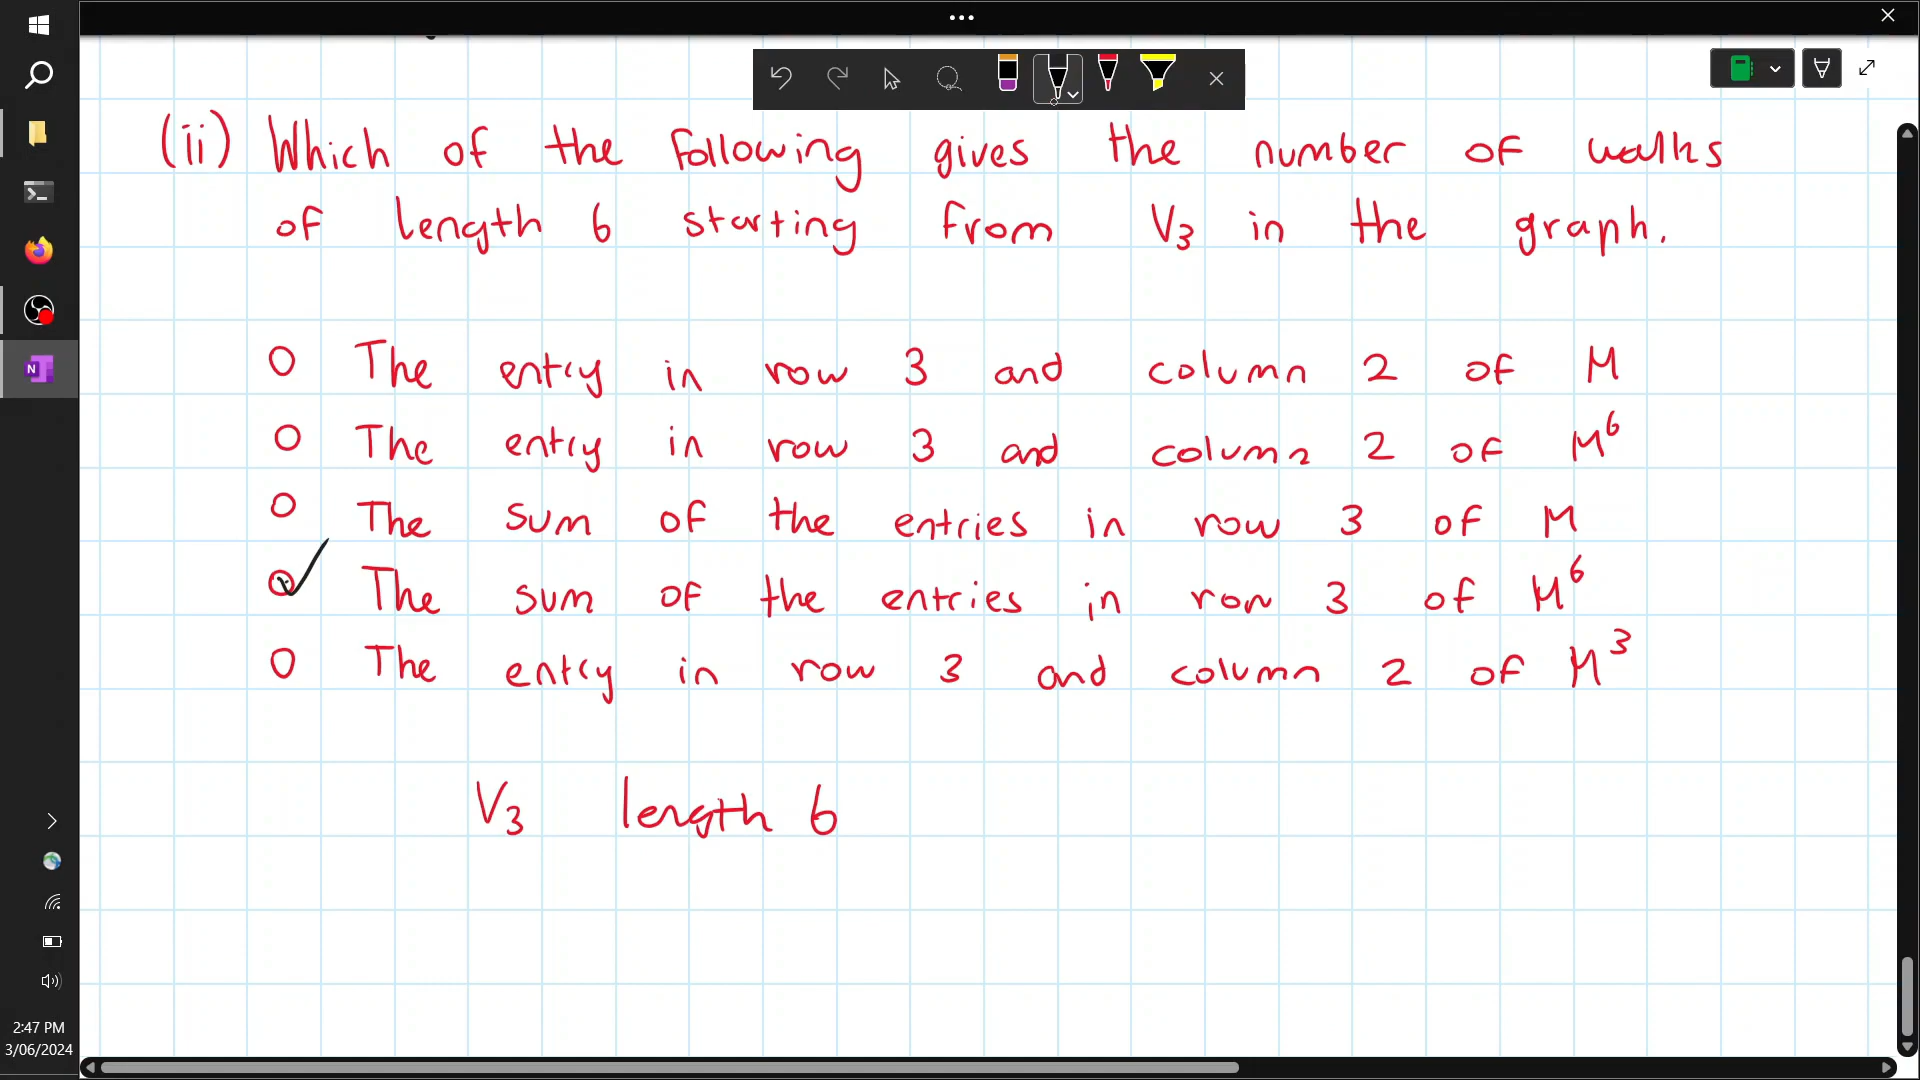 (ii) Which of the following gives the number of walks
of length 6 starting from V₃ in the graph.
O The entry in row 3 and column 2 of M
O The entry in row 3 and column 2 of M⁶
O The sum of the entries in row 3 of M
O The sum of the entries in row 3 of M⁶
O The entry in row 3 and column 2 of M³
V₃ length 6
2:47 PM
3/06/2024